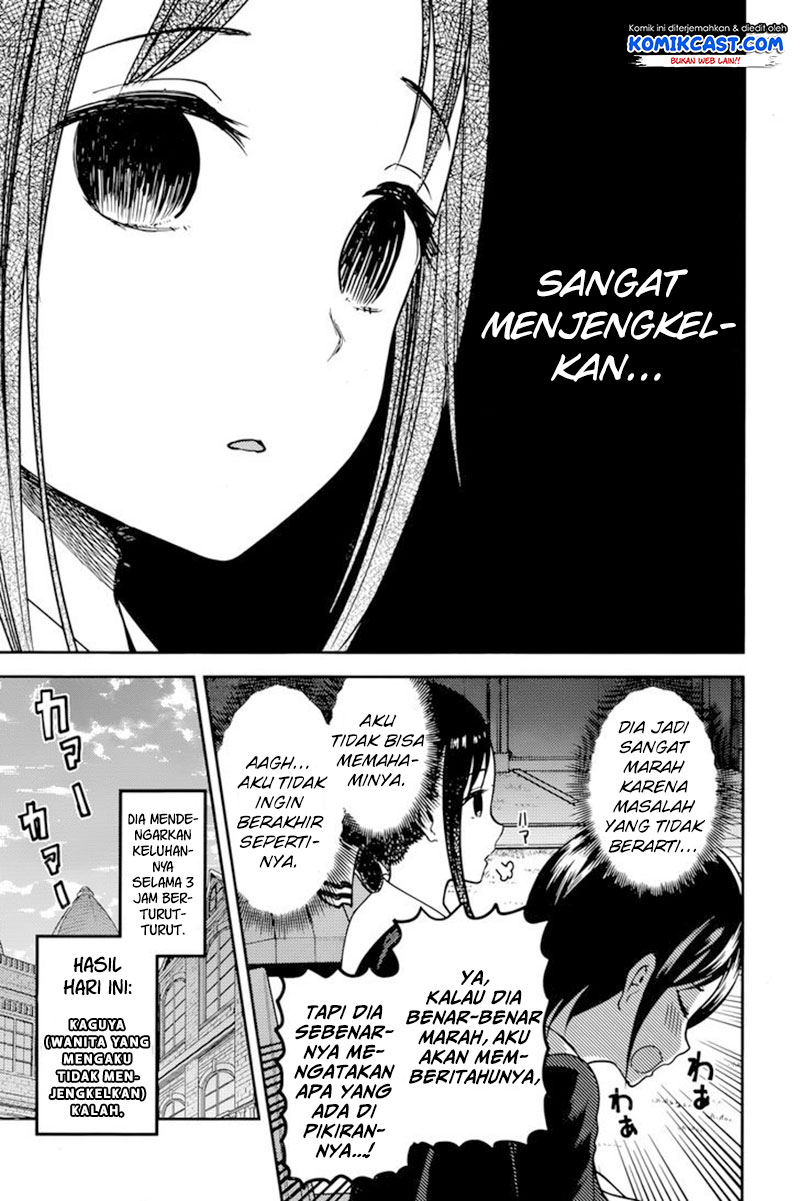 Komik ini diterjemahkan & diedit oleh
KOMIKCAST.COM
BUKAN WEB LAIN!!
SANGAT
MENJENGKEL-
KAN...
DIA JADI
SANGAT
MARAH
KARENA
MASALAH
YANG TIDAK
BERARTI...
AKU
TIDAK BISA
MEMAHA-
MINYA.
AAGH...
AKU TIDAK
INGIN
BERAKHIR
SEPERTI-
NYA.
YA,
KALAU DIA
BENAR-BENAR
MARAH, AKU
AKAN MEM-
BERITAHUNYA,
TAPI DIA
SEBENAR-
NYA ME-
NGATAKAN
APA YANG
ADA DI
PIKIRAN-
NYA...!
わぁ
わぁ
カァー
カァー
DIA MENDE-
NGARKAN
KELUHAN-
NYA
SELAMA 3
JAM BER-
TURUT-
TURUT.
HASIL
HARI INI:
KAGUYA
(WANITA YANG
MENGAKU
TIDAK MEN-
JENGKELKAN)
KALAH.